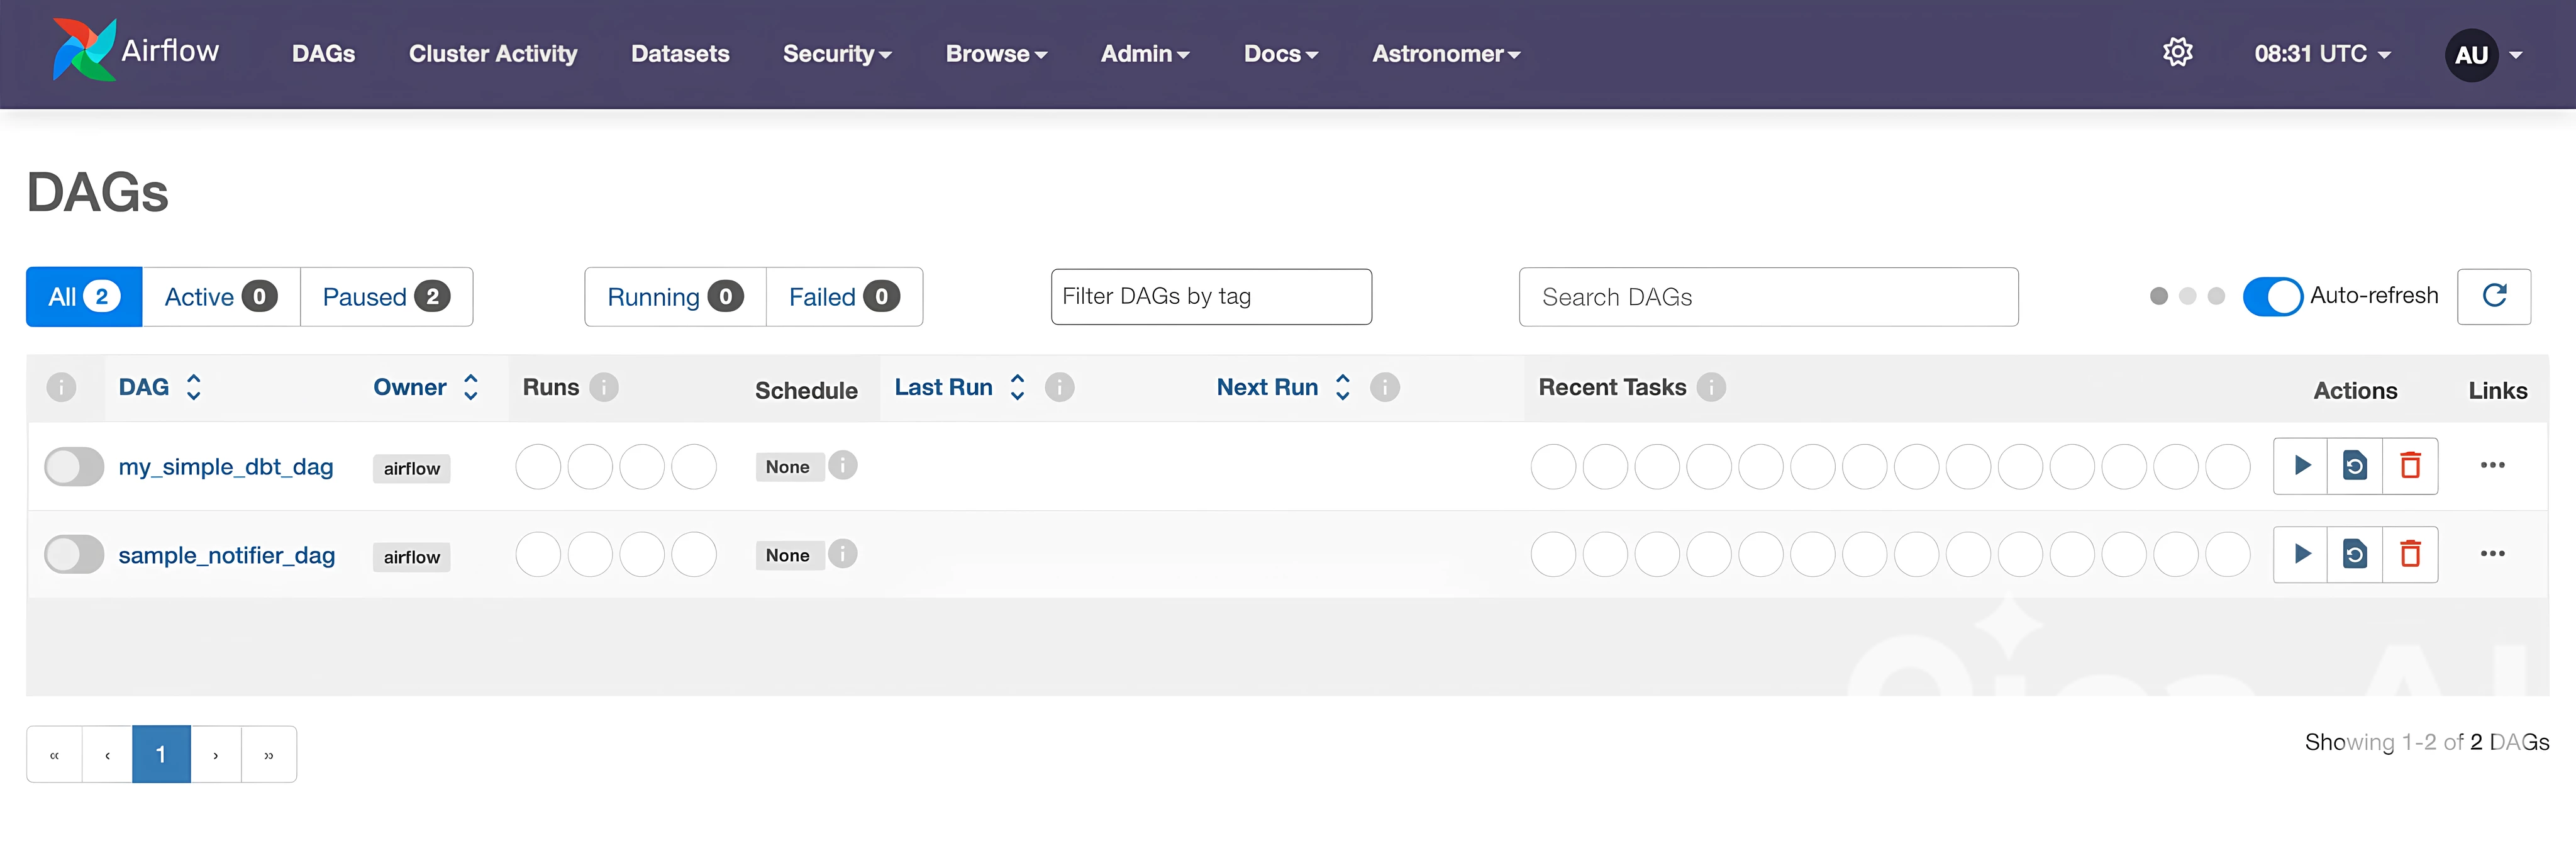 Airflow DAGs Cluster Activity Datasets Security Browse Admin Docs Astronomer 08:31 UTC AU
DAGs
All 2 Active 0 Paused 2 Running 0 Failed 0 Filter DAGs by tag Search DAGs Auto-refresh
DAG Owner Runs Schedule Last Run Next Run Recent Tasks Actions Links
my_simple_dbt_dag airflow None
sample_notifier_dag airflow None
« ‹ 1 › »
Showing 1-2 of 2 DAGs